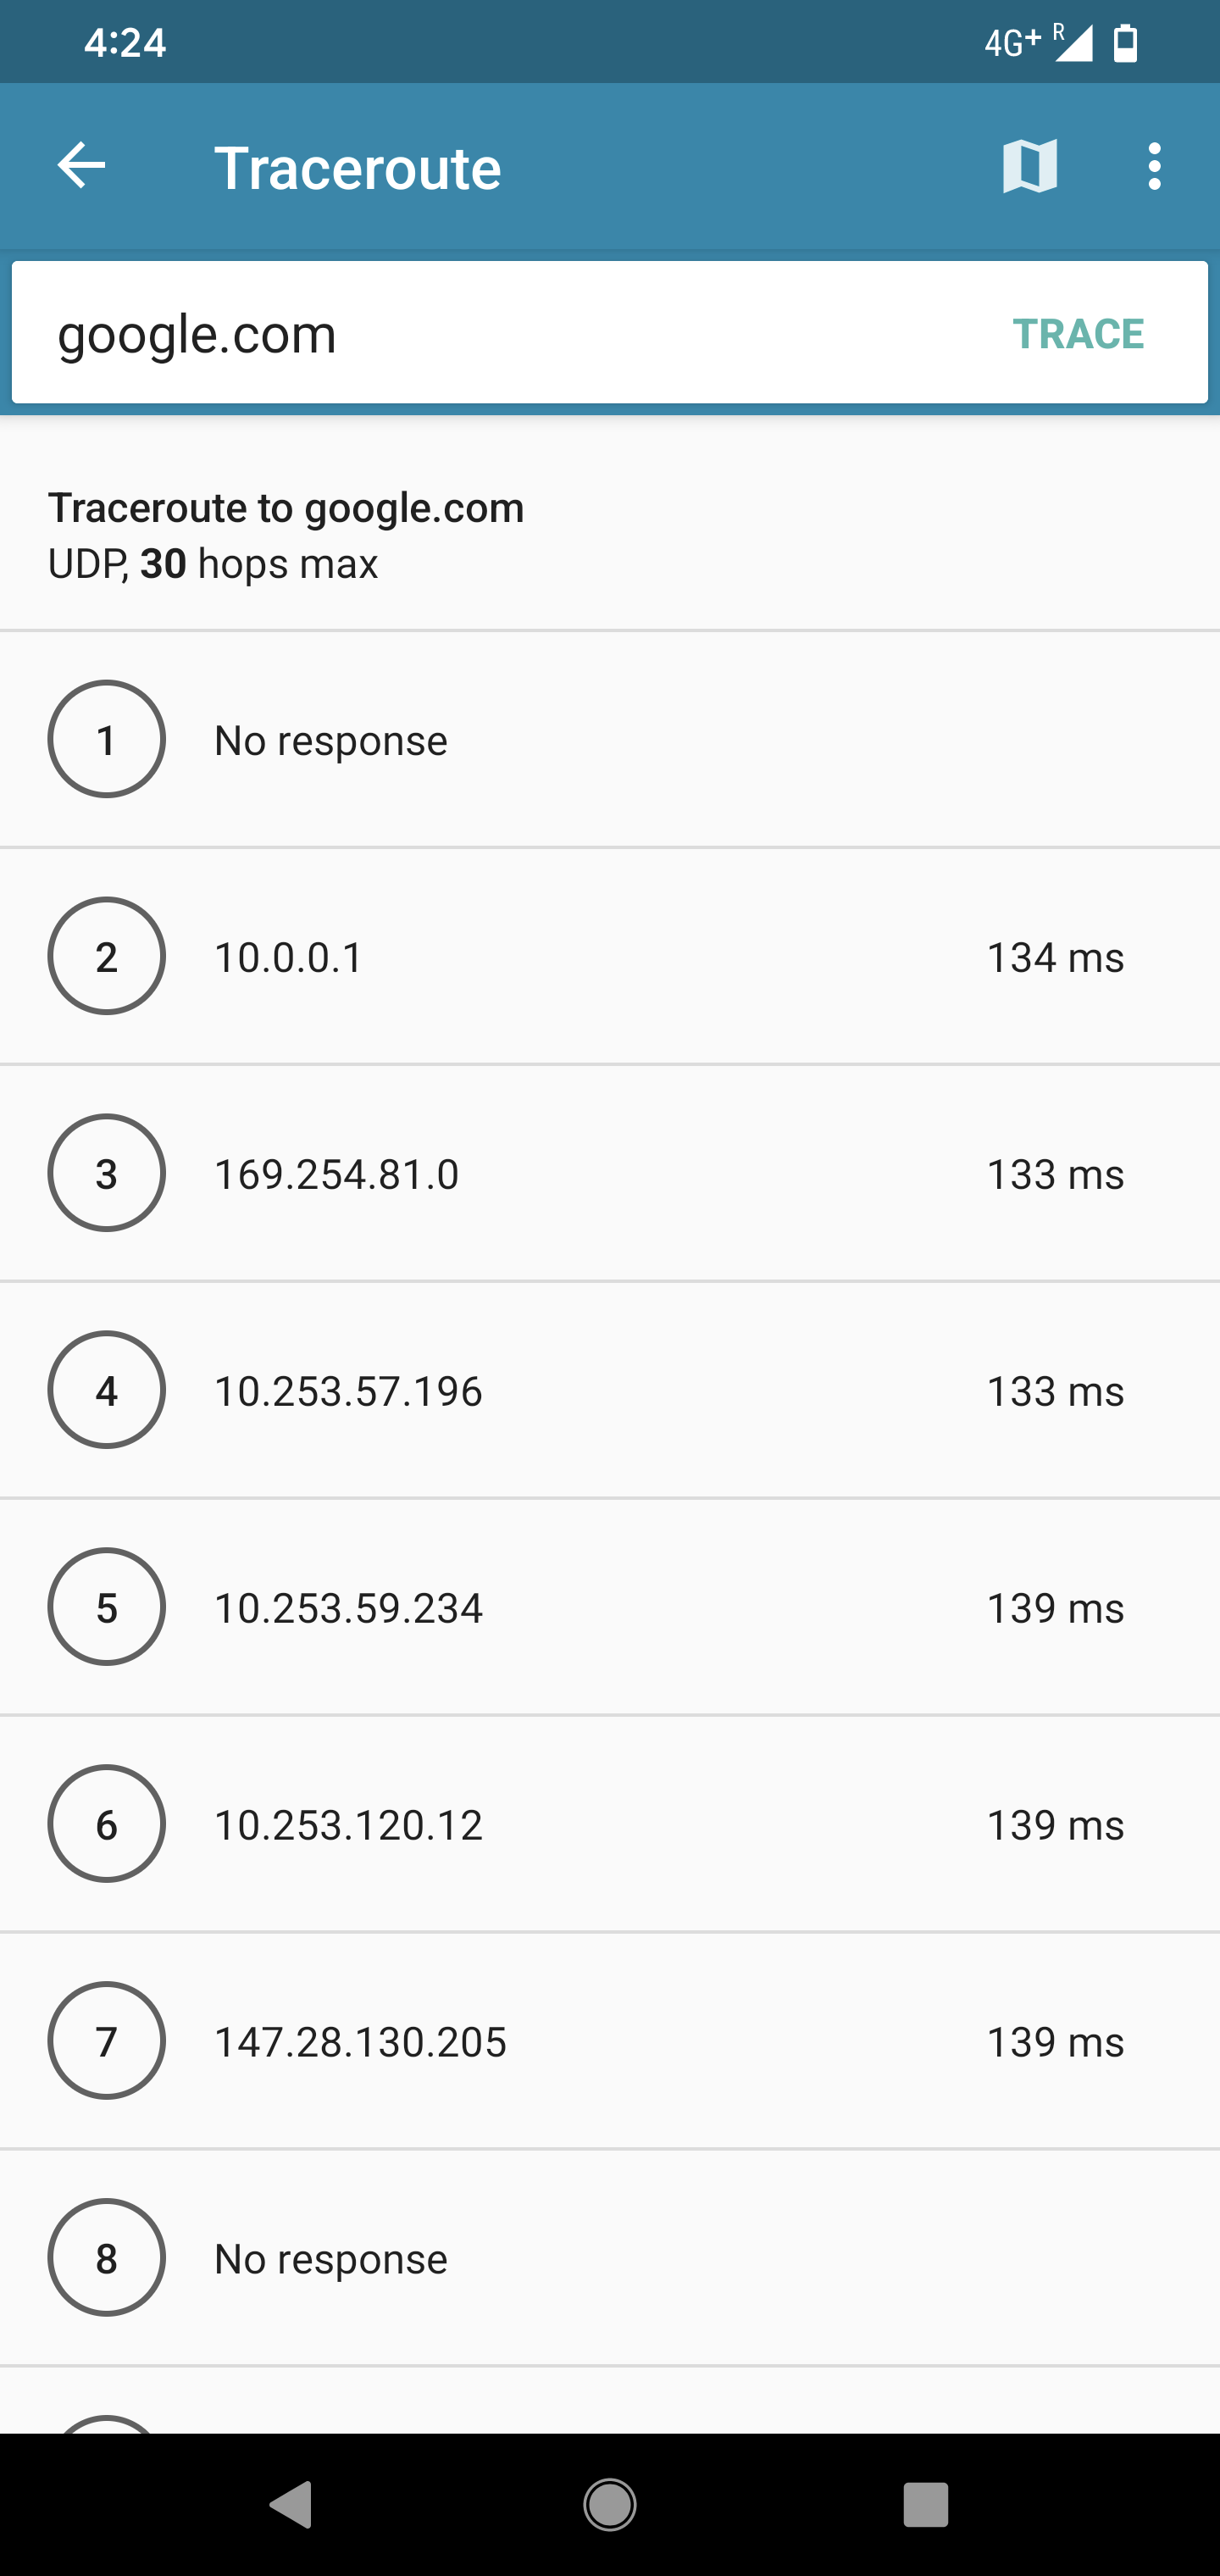 4:24 4G+ R
Traceroute
google.com TRACE
Traceroute to google.com
UDP, 30 hops max
1 No response
2 10.0.0.1 134 ms
3 169.254.81.0 133 ms
4 10.253.57.196 133 ms
5 10.253.59.234 139 ms
6 10.253.120.12 139 ms
7 147.28.130.205 139 ms
8 No response